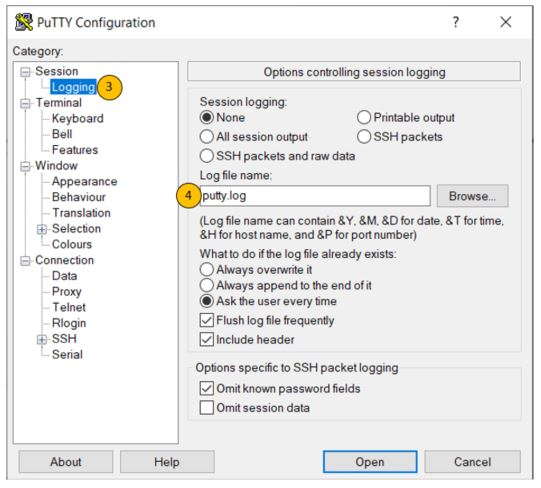 PuTTY Configuration
?
Category:
Session
Logging
3
Terminal
Keyboard
Bell
Features
Window
Appearance
Behaviour
Translation
Selection
Colours
Connection
Data
Proxy
Telnet
Rlogin
SSH
Serial
Options controlling session logging
Session logging:
None
Printable output
All session output
SSH packets
SSH packets and raw data
Log file name:
4
putty.log
Browse...
(Log file name can contain &Y, &M, &D for date, &T for time,
&H for host name, and &P for port number)
What to do if the log file already exists:
Always overwrite it
Always append to the end of it
Ask the user every time
Flush log file frequently
Include header
Options specific to SSH packet logging
Omit known password fields
Omit session data
About
Help
Open
Cancel